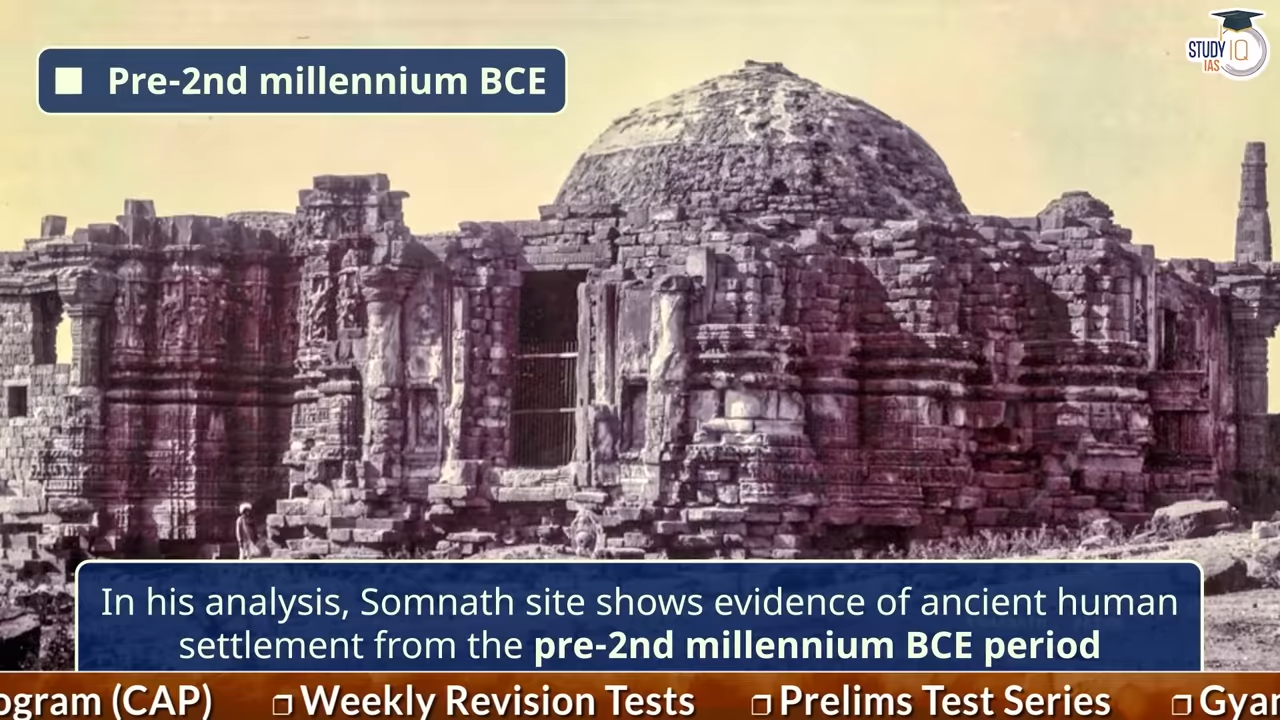 STUDY IQ
IAS
Pre-2nd millennium BCE
In his analysis, Somnath site shows evidence of ancient human
settlement from the pre-2nd millennium BCE period
ogram (CAP) ❐ Weekly Revision Tests ❐ Prelims Test Series ❐ Gyan